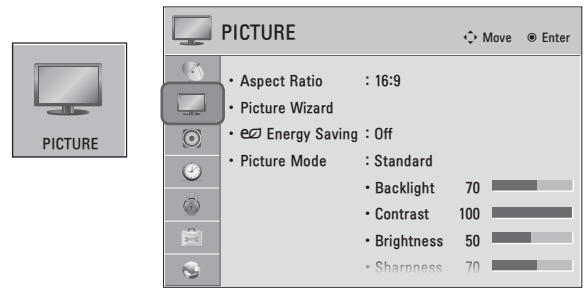 PICTURE
PICTURE
Move Enter
• Aspect Ratio : 16:9
• Picture Wizard
• Energy Saving : Off
• Picture Mode : Standard
• Backlight 70
• Contrast 100
• Brightness 50
• Sharpness 70